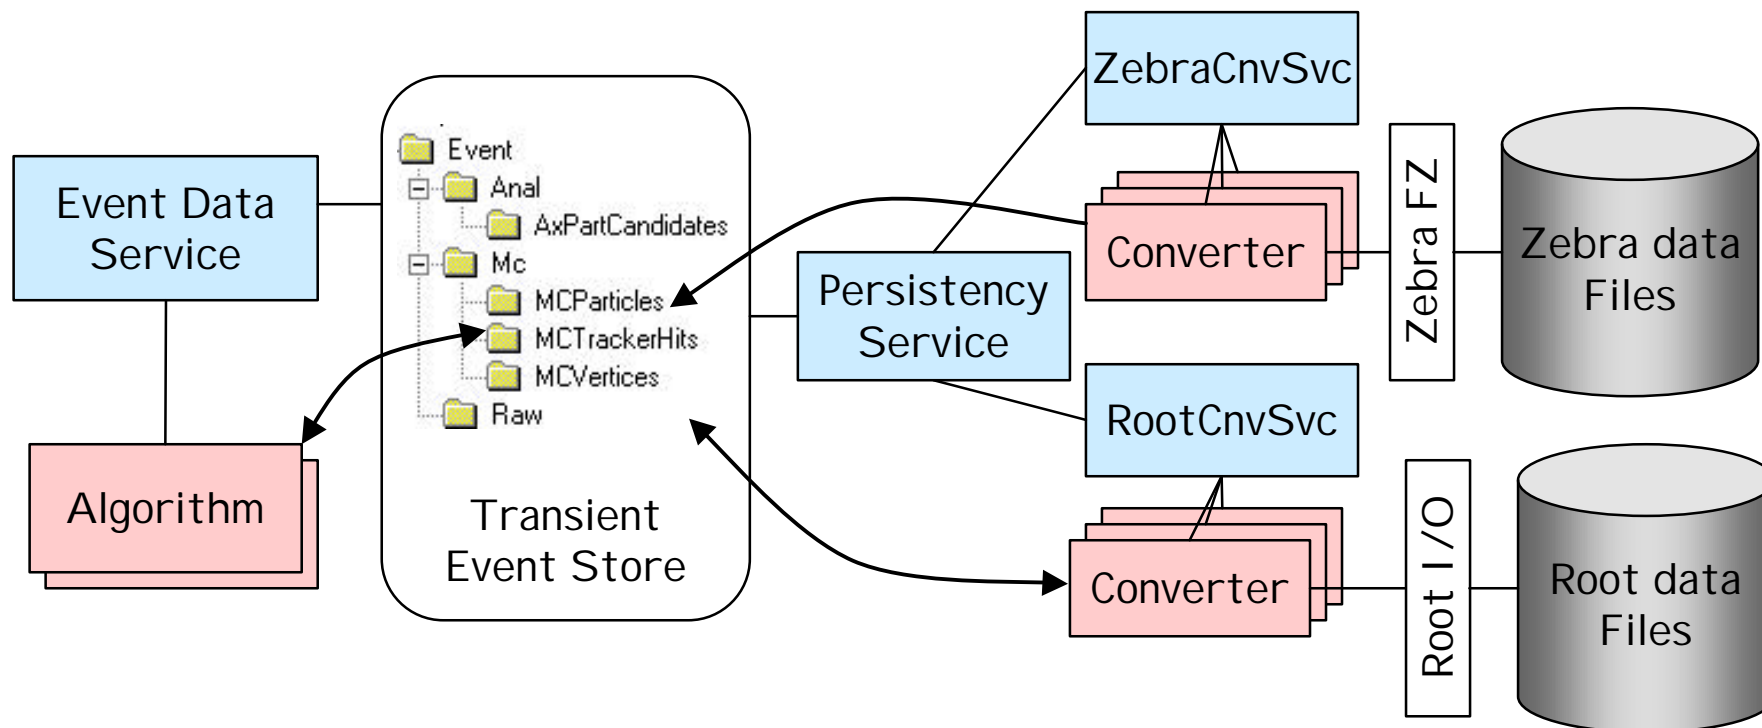 Event Data
Service
Algorithm
Event
Anal
AxPartCandidates
Mc
MCParticles
MCTrackerHits
MCVertices
Raw
Transient
Event Store
Persistency
Service
ZebraCnvSvc
Converter
Zebra FZ
Zebra data
Files
RootCnvSvc
Converter
Root I/O
Root data
Files